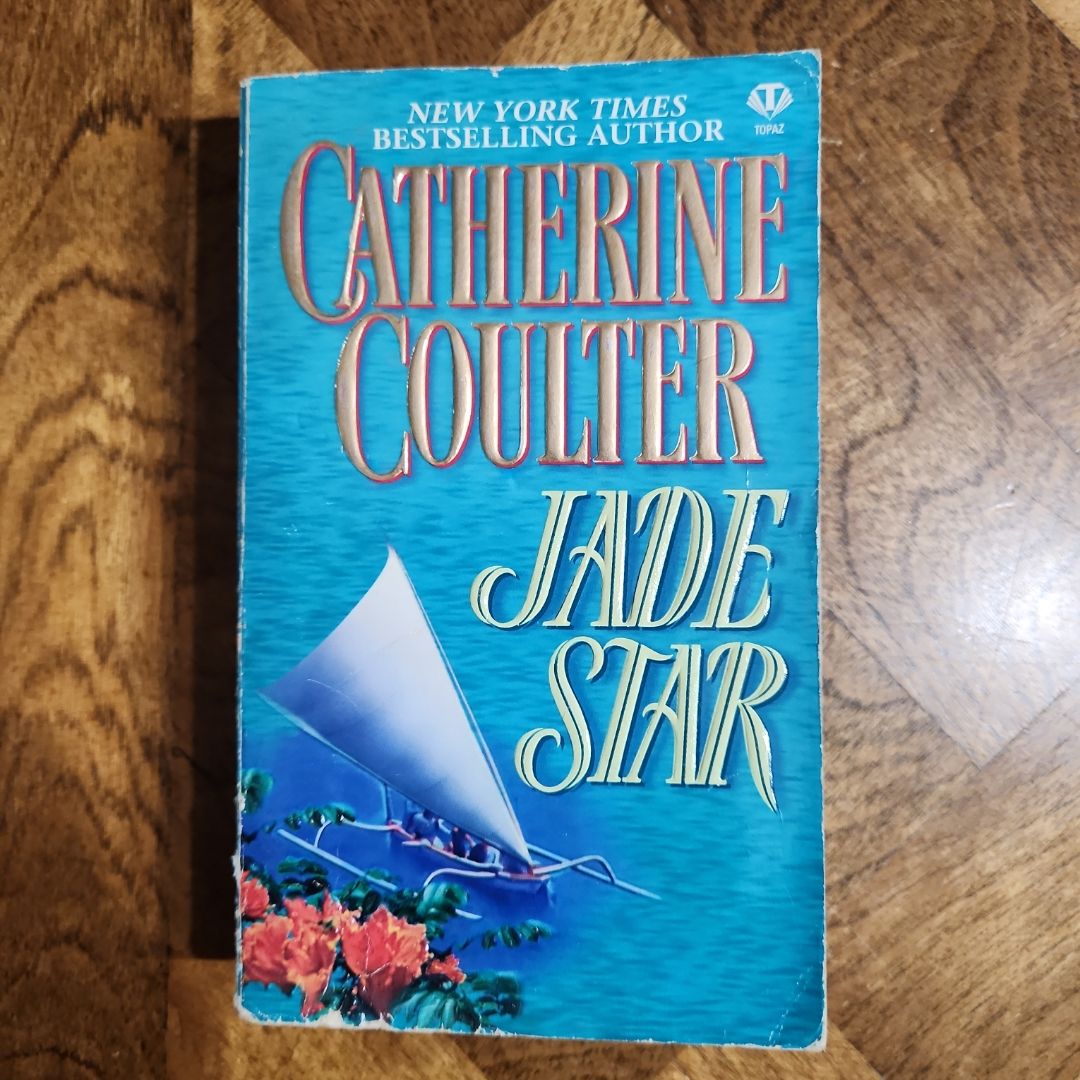 NEW YORK TIMES
BESTSELLING AUTHOR
T
TOPAZ
CATHERINE
COULTER
JADE
STAR